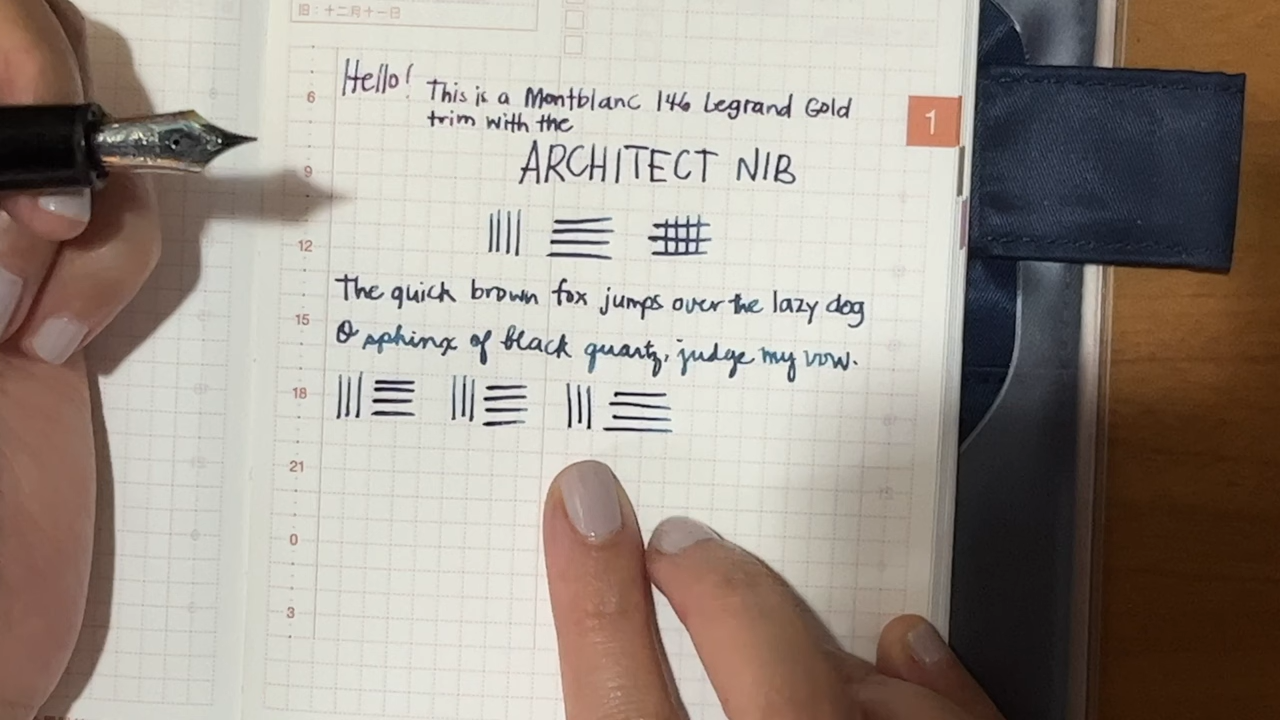 旧：十二月十一日
Hello! This is a Montblanc 146 Legrand Gold
trim with the
ARCHITECT NIB
The quick brown fox jumps over the lazy dog
& sphinx of black quartz, judge my vow.
6
9
12
15
18
21
0
3
1